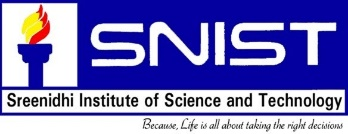 SNIST
Sreenidhi Institute of Science and Technology
Because, Life is all about taking the right decisions